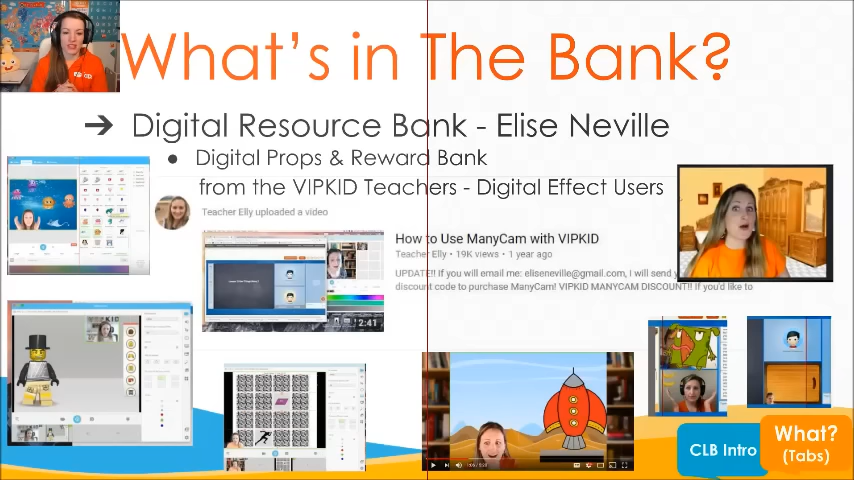 What's in The Bank?
➔ Digital Resource Bank - Elise Neville
● Digital Props & Reward Bank
from the VIPKID Teachers - Digital Effect Users
Teacher Elly uploaded a video
How to Use ManyCam with VIPKID
Teacher Elly • 19K views • 1 year ago
UPDATE!! If you will email me: eliseneville@gmail.com, I will send y
discount code to purchase ManyCam! VIPKID MANYCAM DISCOUNT!! If you'd like to
2:41
CLB Intro
What?
(Tabs)